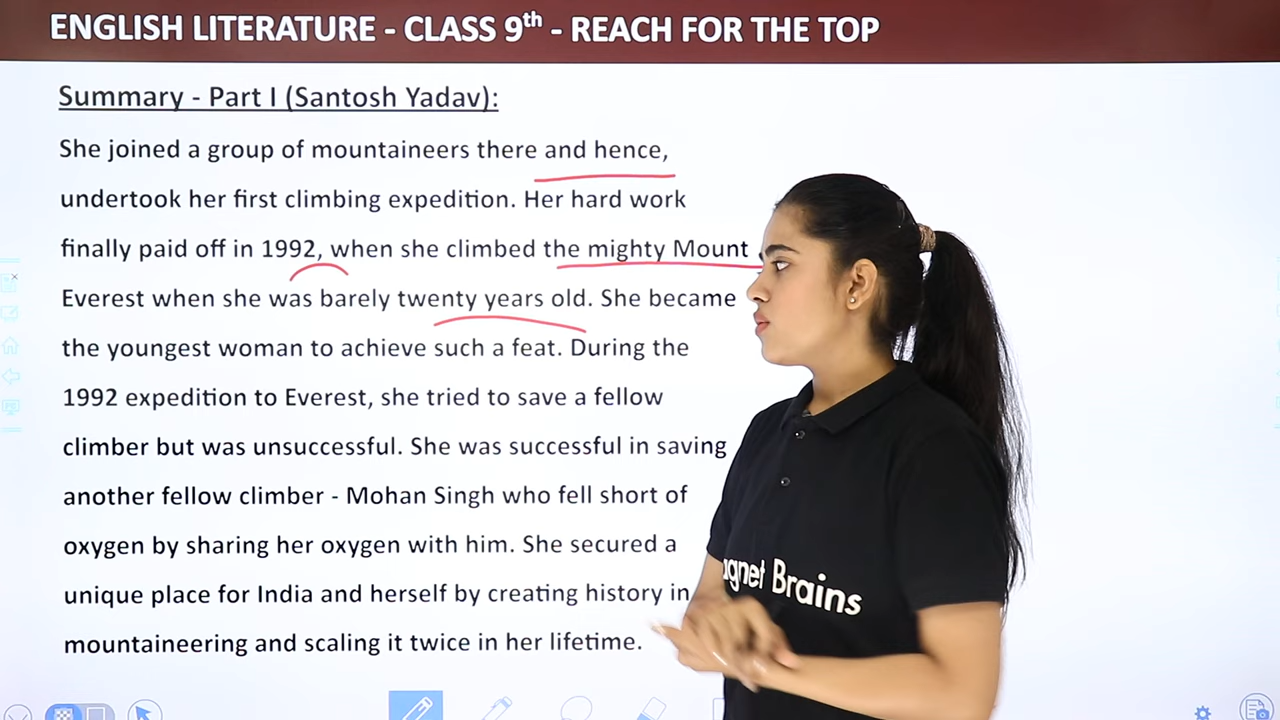 ENGLISH LITERATURE - CLASS 9th - REACH FOR THE TOP
Summary - Part I (Santosh Yadav):
She joined a group of mountaineers there and hence,
undertook her first climbing expedition. Her hard work
finally paid off in 1992, when she climbed the mighty Mount
Everest when she was barely twenty years old. She became
the youngest woman to achieve such a feat. During the
1992 expedition to Everest, she tried to save a fellow
climber but was unsuccessful. She was successful in saving
another fellow climber - Mohan Singh who fell short of
oxygen by sharing her oxygen with him. She secured a
unique place for India and herself by creating history in
mountaineering and scaling it twice in her lifetime.
agnet Brains